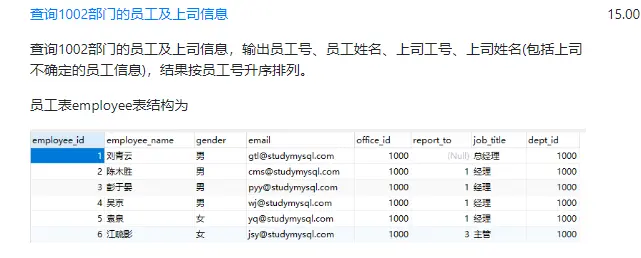 查询1002部门的员工及上司信息 15.00
查询1002部门的员工及上司信息，输出员工号、员工姓名、上司工号、上司姓名(包括上司
不确定的员工信息)，结果按员工号升序排列。
员工表employee表结构为
employee_id employee_name gender email office_id report_to job_title dept_id
1 刘青云 男 gtl@studymysql.com 1000 (Null) 总经理 1000
2 陈木胜 男 cms@studymysql.com 1000 1 经理 1000
3 彭于晏 男 pyy@studymysql.com 1000 1 经理 1000
4 吴京 男 wj@studymysql.com 1000 1 经理 1000
5 袁泉 女 yq@studymysql.com 1000 1 经理 1000
6 江疏影 女 jsy@studymysql.com 1000 3 主管 1000